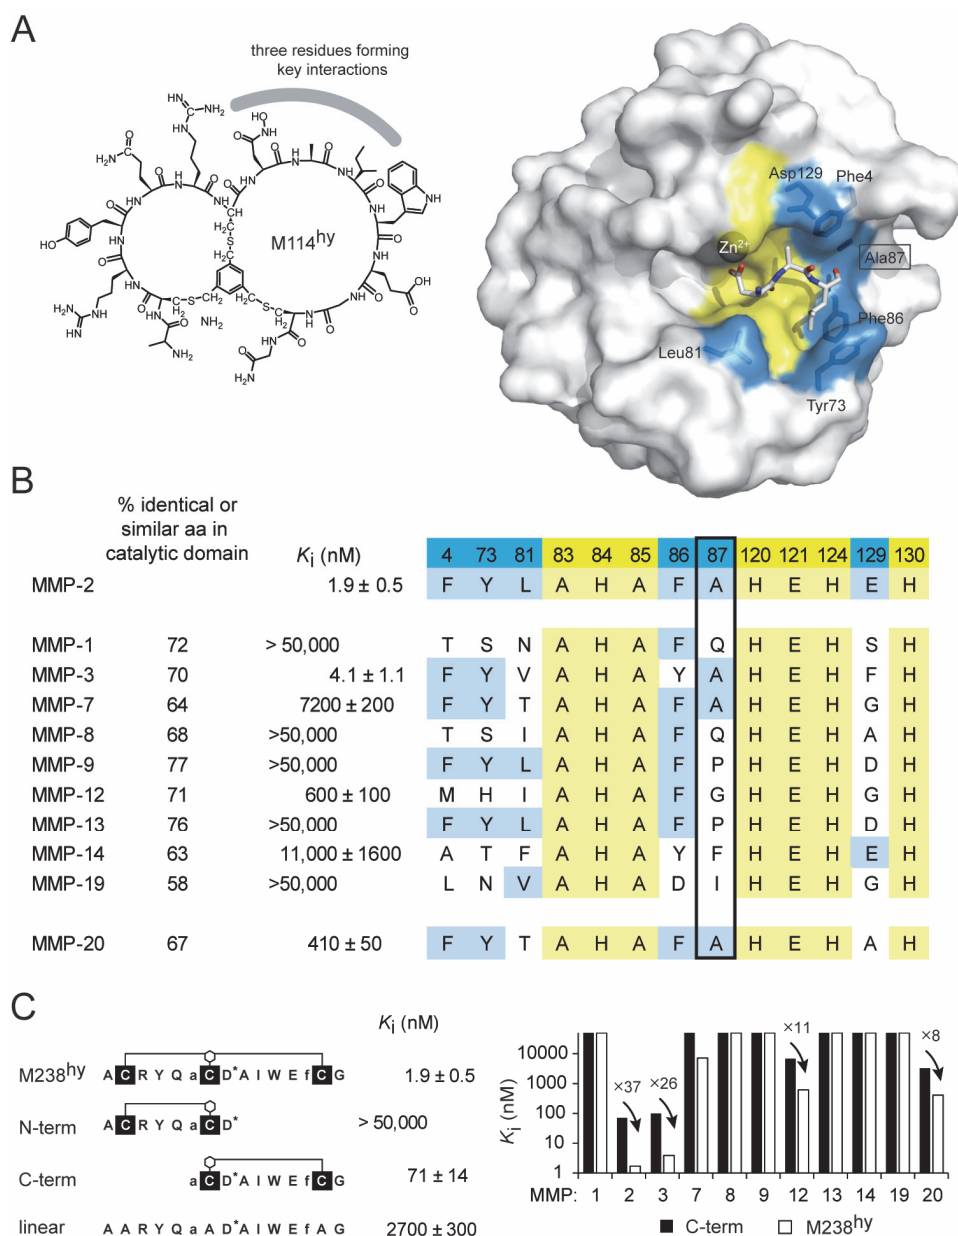 A
three residues forming
key interactions
M114hy
Zn2+
Asp129
Phe4
Ala87
Phe86
Leu81
Tyr73
B
% identical or
similar aa in
catalytic domain
Ki (nM)
4 73 81 83 84 85 86 87 120 121 124 129 130
MMP-2 1.9 ± 0.5 F Y L A H A F A H E H E H
MMP-1 72 > 50,000 T S N A H A F Q H E H S H
MMP-3 70 4.1 ± 1.1 F Y V A H A Y A H E H F H
MMP-7 64 7200 ± 200 F Y T A H A F A H E H G H
MMP-8 68 >50,000 T S I A H A F Q H E H A H
MMP-9 77 >50,000 F Y L A H A F P H E H D H
MMP-12 71 600 ± 100 M H I A H A F G H E H G H
MMP-13 76 >50,000 F Y L A H A F P H E H D H
MMP-14 63 11,000 ± 1600 A T F A H A Y F H E H E H
MMP-19 58 >50,000 L N V A H A D I H E H G H
MMP-20 67 410 ± 50 F Y T A H A F A H E H A H
C
Ki (nM)
M238hy A C R Y Q a C D* A I W E f C G 1.9 ± 0.5
N-term A C R Y Q a C D* > 50,000
C-term a C D* A I W E f C G 71 ± 14
linear A A R Y Q a A D* A I W E f A G 2700 ± 300
Ki (nM)
10000
1000
100
10
1
×37
×26
×11
×8
MMP: 1 2 3 7 8 9 12 13 14 19 20
C-term M238hy